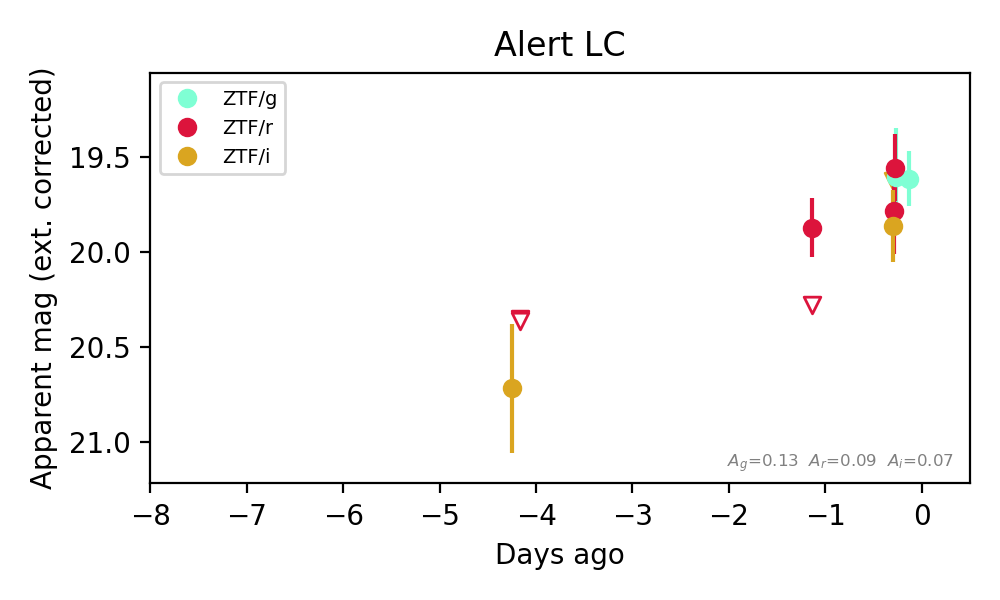 Alert LC
ZTF/g
ZTF/r
ZTF/i
19.5
20.0
20.5
21.0
Apparent mag (ext. corrected)
A_g=0.13 A_r=0.09 A_i=0.07
−8 −7 −6 −5 −4 −3 −2 −1 0
Days ago